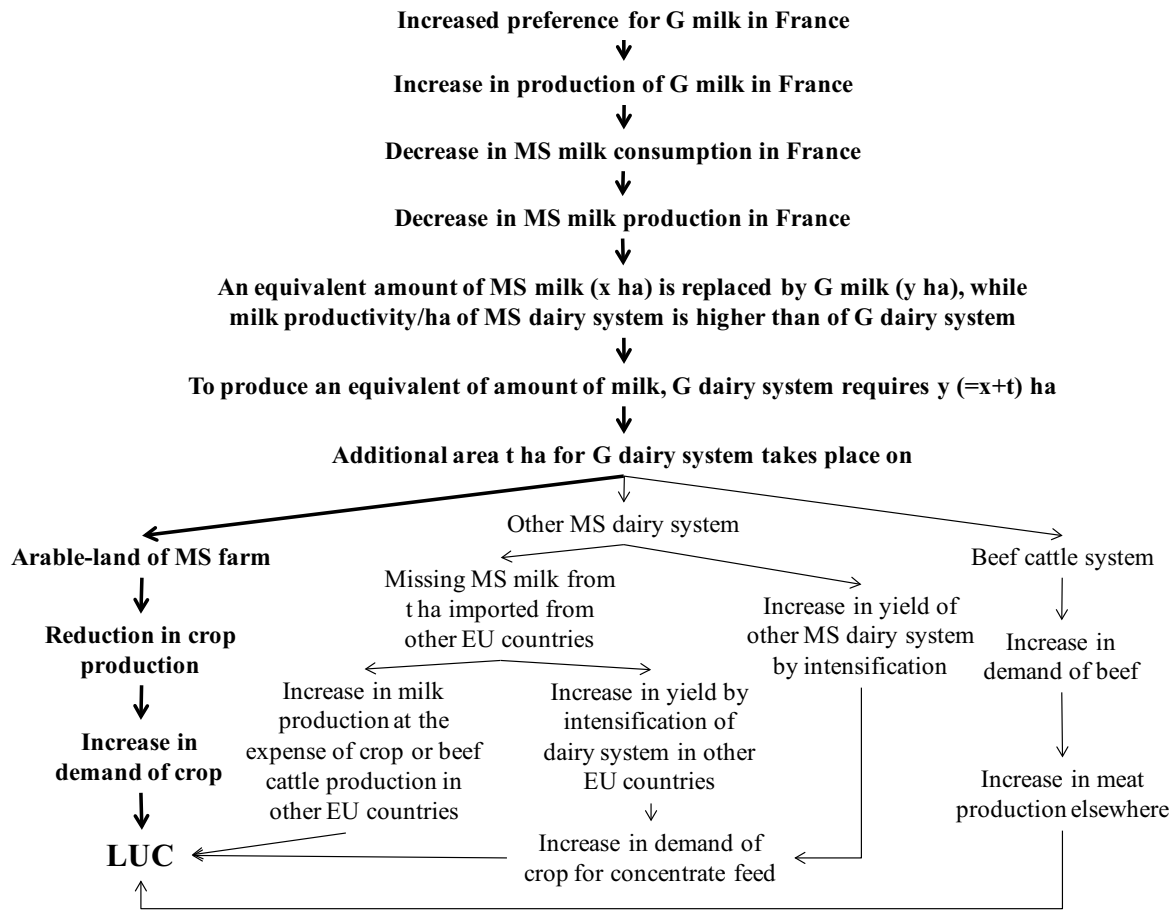 Increased preference for G milk in France
Increase in production of G milk in France
Decrease in MS milk consumption in France
Decrease in MS milk production in France
An equivalent amount of MS milk (x ha) is replaced by G milk (y ha), while
milk productivity/ha of MS dairy system is higher than of G dairy system
To produce an equivalent of amount of milk, G dairy system requires y (=x+t) ha
Additional area t ha for G dairy system takes place on
Arable-land of MS farm
Reduction in crop
production
Increase in
demand of crop
LUC
Other MS dairy system
Missing MS milk from
t ha imported from
other EU countries
Increase in milk
production at the
expense of crop or beef
cattle production in
other EU countries
Increase in yield by
intensification of
dairy system in other
EU countries
Increase in demand of
crop for concentrate feed
Increase in yield of
other MS dairy system
by intensification
Beef cattle system
Increase in
demand of beef
Increase in meat
production elsewhere